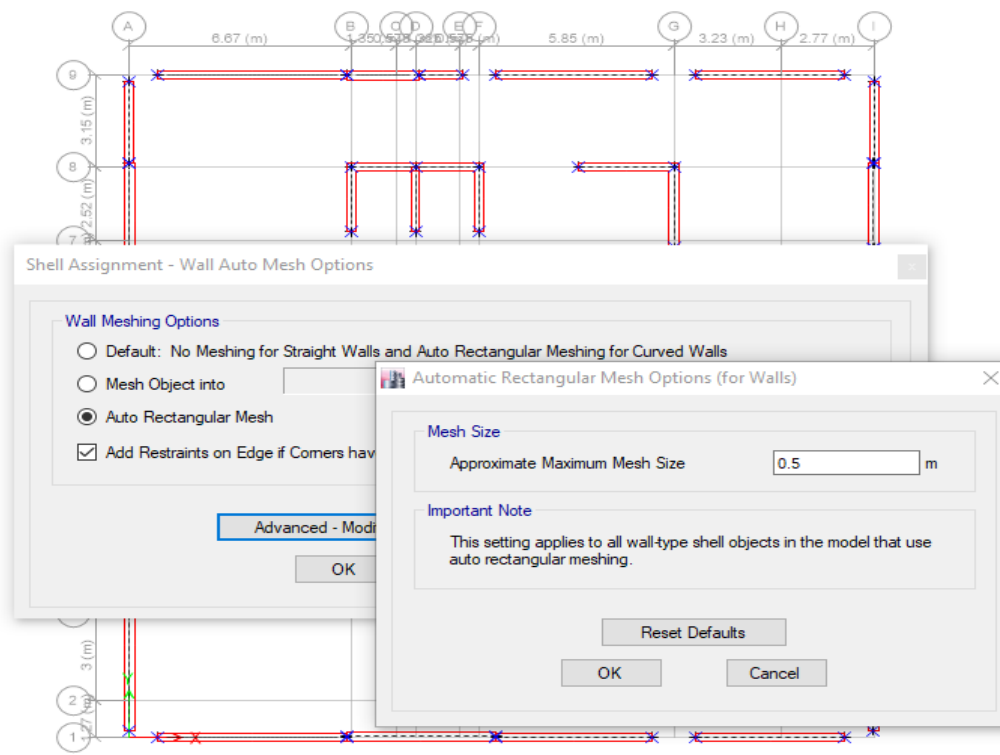 A B C D E F G H I
6.67 (m) 5.85 (m) 3.23 (m) 2.77 (m)
9
3.15 (m)
8
2.52 (m)
7
Shell Assignment - Wall Auto Mesh Options
Wall Meshing Options
Default: No Meshing for Straight Walls and Auto Rectangular Meshing for Curved Walls
Mesh Object into
Auto Rectangular Mesh
Add Restraints on Edge if Corners hav
Advanced - Modi
OK
Automatic Rectangular Mesh Options (for Walls)
Mesh Size
Approximate Maximum Mesh Size 0.5 m
Important Note
This setting applies to all wall-type shell objects in the model that use
auto rectangular meshing.
Reset Defaults
OK Cancel
3 (m)
2
1